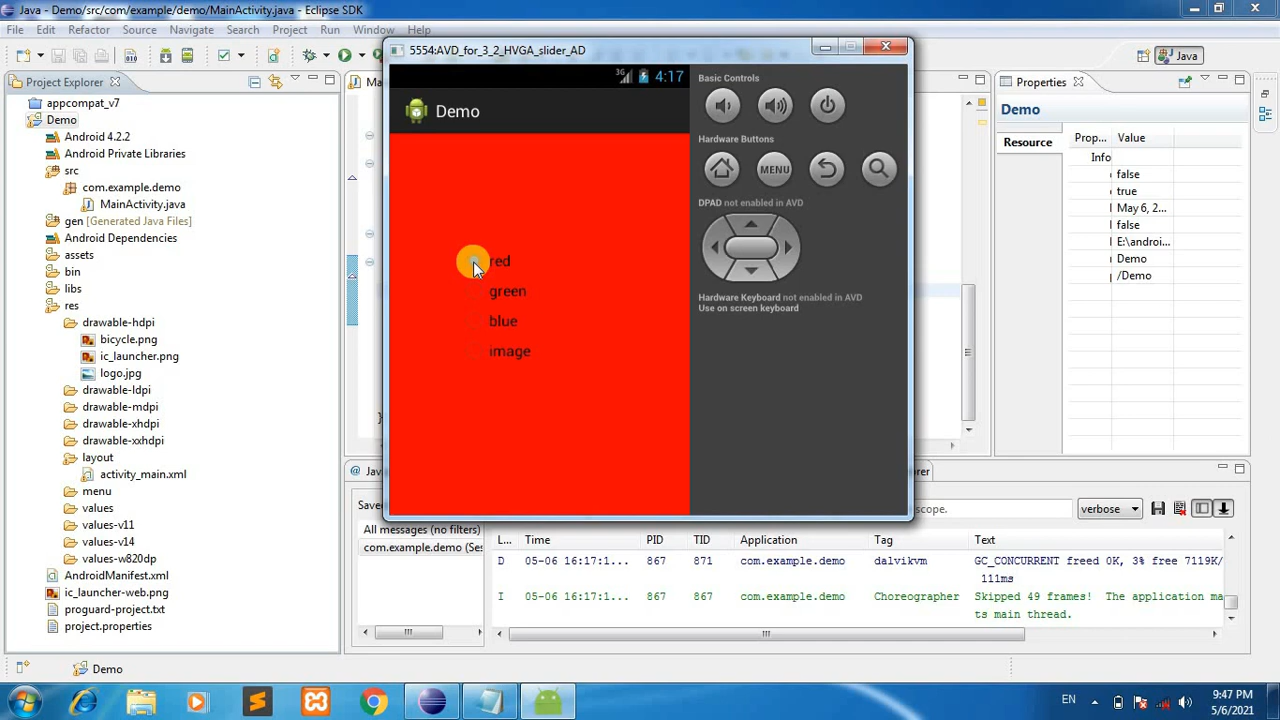 Java - Demo/src/com/example/demo/MainActivity.java - Eclipse SDK
File Edit Refactor Source Navigate Search Project Run Window Help
Java
Project Explorer
appcompat_v7
Demo
Android 4.2.2
Android Private Libraries
src
com.example.demo
MainActivity.java
gen [Generated Java Files]
Android Dependencies
assets
bin
libs
res
drawable-hdpi
bicycle.png
ic_launcher.png
logo.jpg
drawable-ldpi
drawable-mdpi
drawable-xhdpi
drawable-xxhdpi
layout
activity_main.xml
menu
values
values-v11
values-v14
values-w820dp
AndroidManifest.xml
ic_launcher-web.png
proguard-project.txt
project.properties
5554:AVD_for_3_2_HVGA_slider_AD
3G 4:17
Demo
red
green
blue
image
Basic Controls
Hardware Buttons
MENU
DPAD not enabled in AVD
Hardware Keyboard not enabled in AVD
Use on screen keyboard
Properties
Demo
Resource
Prop... Value
Info
false
true
May 6, 2...
false
E:\androi...
Demo
/Demo
scope.
verbose
All messages (no filters)
com.example.demo (Ses
L... Time PID TID Application Tag Text
D 05-06 16:17:1... 867 871 com.example.demo dalvikvm GC_CONCURRENT freed 0K, 3% free 7119K/
111ms
I 05-06 16:17:1... 867 867 com.example.demo Choreographer Skipped 49 frames! The application ma
ts main thread.
Demo
EN
9:47 PM
5/6/2021